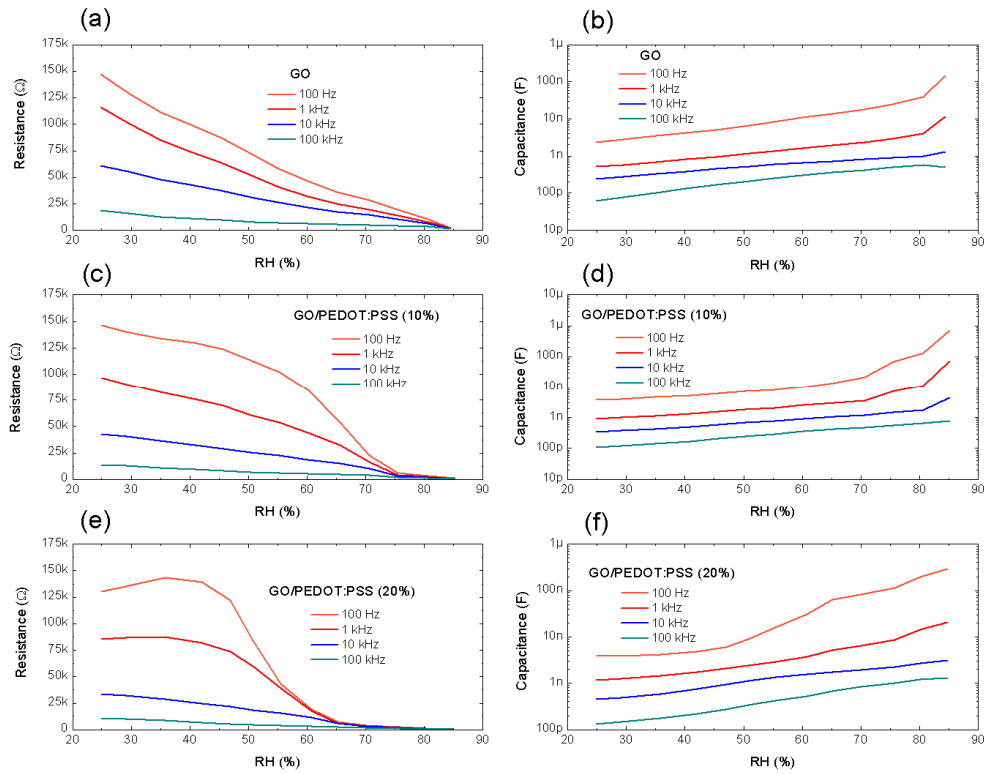 (a)
175k
150k
125k
100k
75k
50k
25k
0
Resistance (Ω)
GO
100 Hz
1 kHz
10 kHz
100 kHz
20 30 40 50 60 70 80 90
RH (%)
(b)
1µ
100n
10n
1n
100p
10p
Capacitance (F)
GO
100 Hz
1 kHz
10 kHz
100 kHz
20 30 40 50 60 70 80 90
RH (%)
(c)
175k
150k
125k
100k
75k
50k
25k
0
Resistance (Ω)
GO/PEDOT:PSS (10%)
100 Hz
1 kHz
10 kHz
100 kHz
20 30 40 50 60 70 80 90
RH (%)
(d)
10µ
1µ
100n
10n
1n
100p
10p
Capacitance (F)
GO/PEDOT:PSS (10%)
100 Hz
1 kHz
10 kHz
100 kHz
20 30 40 50 60 70 80 90
RH (%)
(e)
175k
150k
125k
100k
75k
50k
25k
0
Resistance (Ω)
GO/PEDOT:PSS (20%)
100 Hz
1 kHz
10 kHz
100 kHz
20 30 40 50 60 70 80 90
RH (%)
(f)
1µ
100n
10n
1n
100p
Capacitance (F)
GO/PEDOT:PSS (20%)
100 Hz
1 kHz
10 kHz
100 kHz
20 30 40 50 60 70 80 90
RH (%)